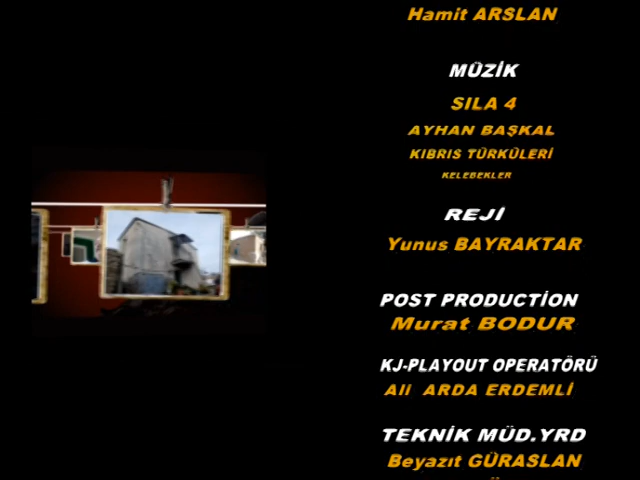 Hamit ARSLAN
MÜZİK
SILA 4
AYHAN BAŞKAL
KIBRIS TÜRKÜLERİ
KELEBEKLER
REJİ
Yunus BAYRAKTAR
POST PRODUCTİON
Murat BODUR
KJ-PLAYOUT OPERATÖRÜ
Ali ARDA ERDEMLİ
TEKNİK MÜD.YRD
Beyazıt GÜRASLAN